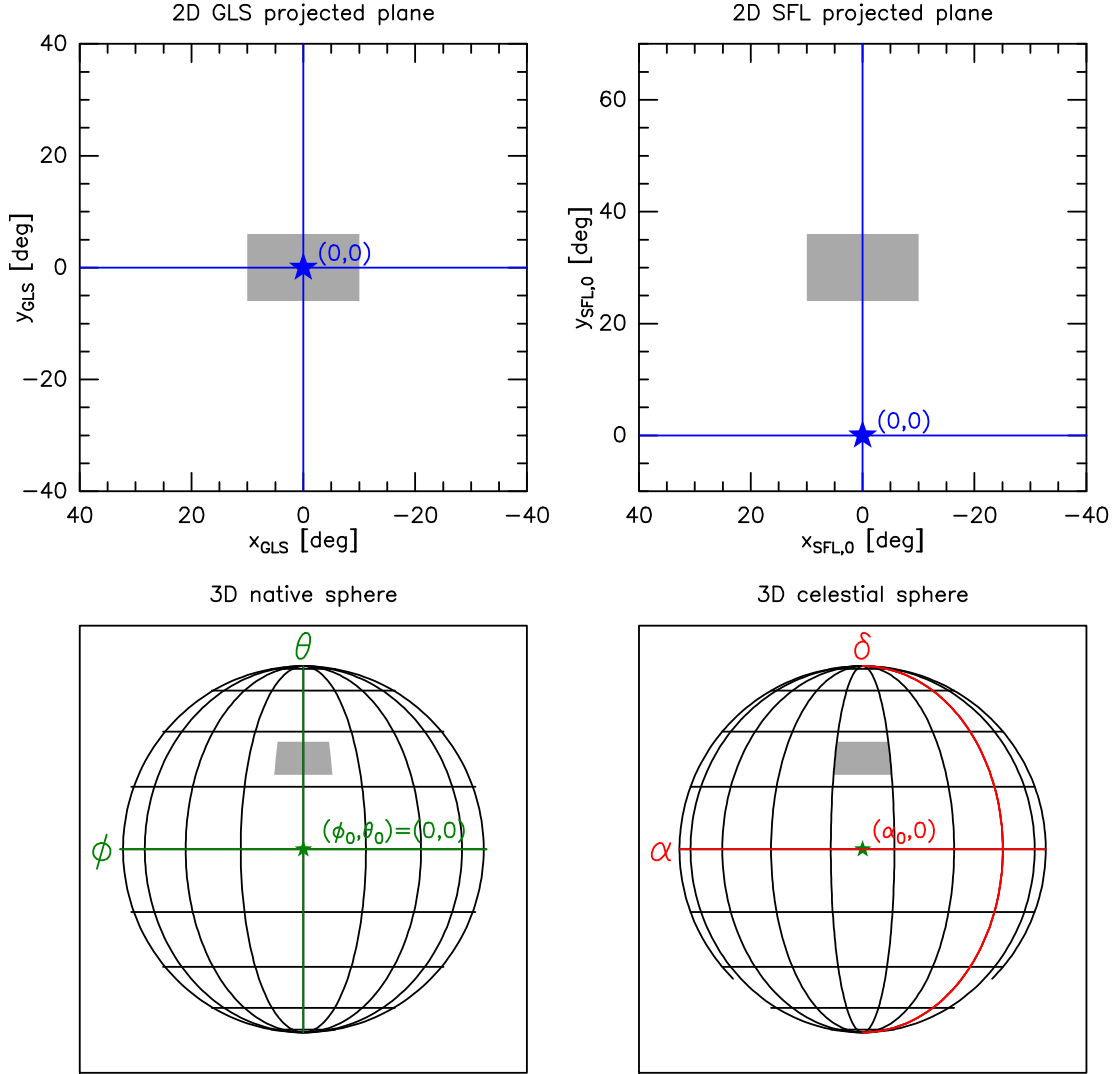 2D GLS projected plane
40
20
0
−20
−40
y_GLS [deg]
(0,0)
40 20 0 −20 −40
x_GLS [deg]
2D SFL projected plane
60
40
20
0
y_SFL,0 [deg]
(0,0)
40 20 0 −20 −40
x_SFL,0 [deg]
3D native sphere
θ
(ϕ₀,θ₀)=(0,0)
ϕ
3D celestial sphere
δ
(α₀,0)
α